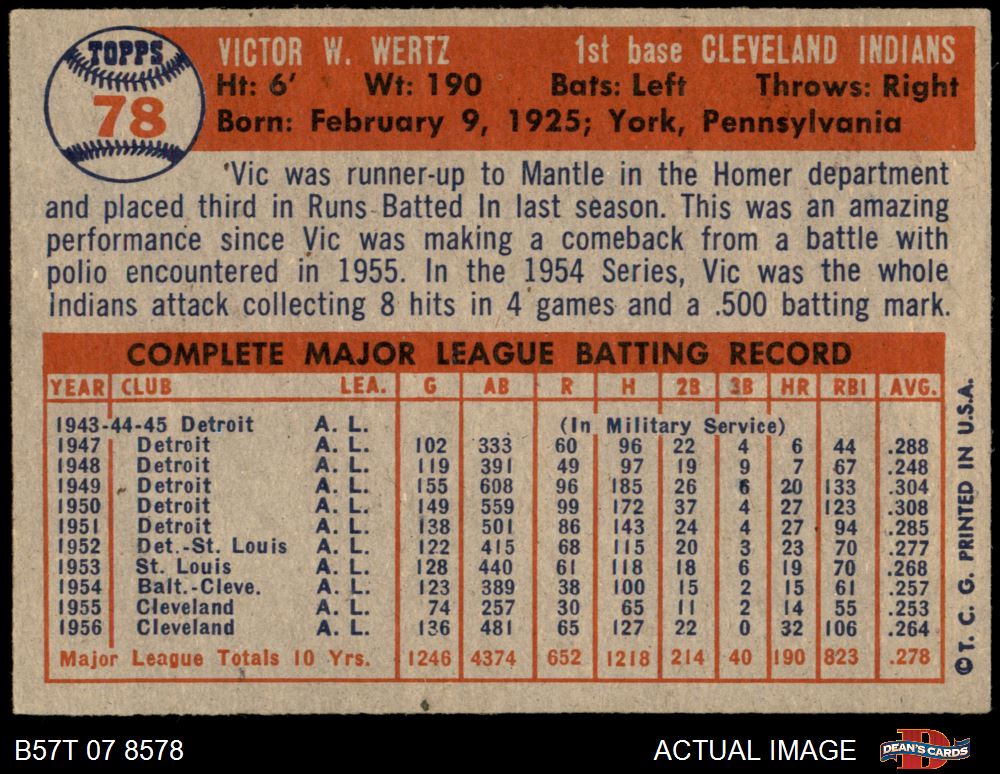 TOPPS
78
VICTOR W. WERTZ 1st base CLEVELAND INDIANS
Ht: 6' Wt: 190 Bats: Left Throws: Right
Born: February 9, 1925; York, Pennsylvania
'Vic was runner-up to Mantle in the Homer department
and placed third in Runs Batted In last season. This was an amazing
performance since Vic was making a comeback from a battle with
polio encountered in 1955. In the 1954 Series, Vic was the whole
Indians attack collecting 8 hits in 4 games and a .500 batting mark.
COMPLETE MAJOR LEAGUE BATTING RECORD
YEAR CLUB LEA. G AB R H 2B 3B HR RBI AVG.
1943-44-45 Detroit A. L. (In Military Service)
1947 Detroit A. L. 102 333 60 96 22 4 6 44 .288
1948 Detroit A. L. 119 391 49 97 19 9 7 67 .248
1949 Detroit A. L. 155 608 96 185 26 6 20 133 .304
1950 Detroit A. L. 149 559 99 172 37 4 27 123 .308
1951 Detroit A. L. 138 501 86 143 24 4 27 94 .285
1952 Det.-St. Louis A. L. 122 415 68 115 20 3 23 70 .277
1953 St. Louis A. L. 128 440 61 118 18 6 19 70 .268
1954 Balt.-Cleve. A. L. 123 389 38 100 15 2 15 61 .257
1955 Cleveland A. L. 74 257 30 65 11 2 14 55 .253
1956 Cleveland A. L. 136 481 65 127 22 0 32 106 .264
Major League Totals 10 Yrs. 1246 4374 652 1218 214 40 190 823 .278
© T. C. G. PRINTED IN U.S.A.
B57T 07 8578 ACTUAL IMAGE
DEAN'S CARDS